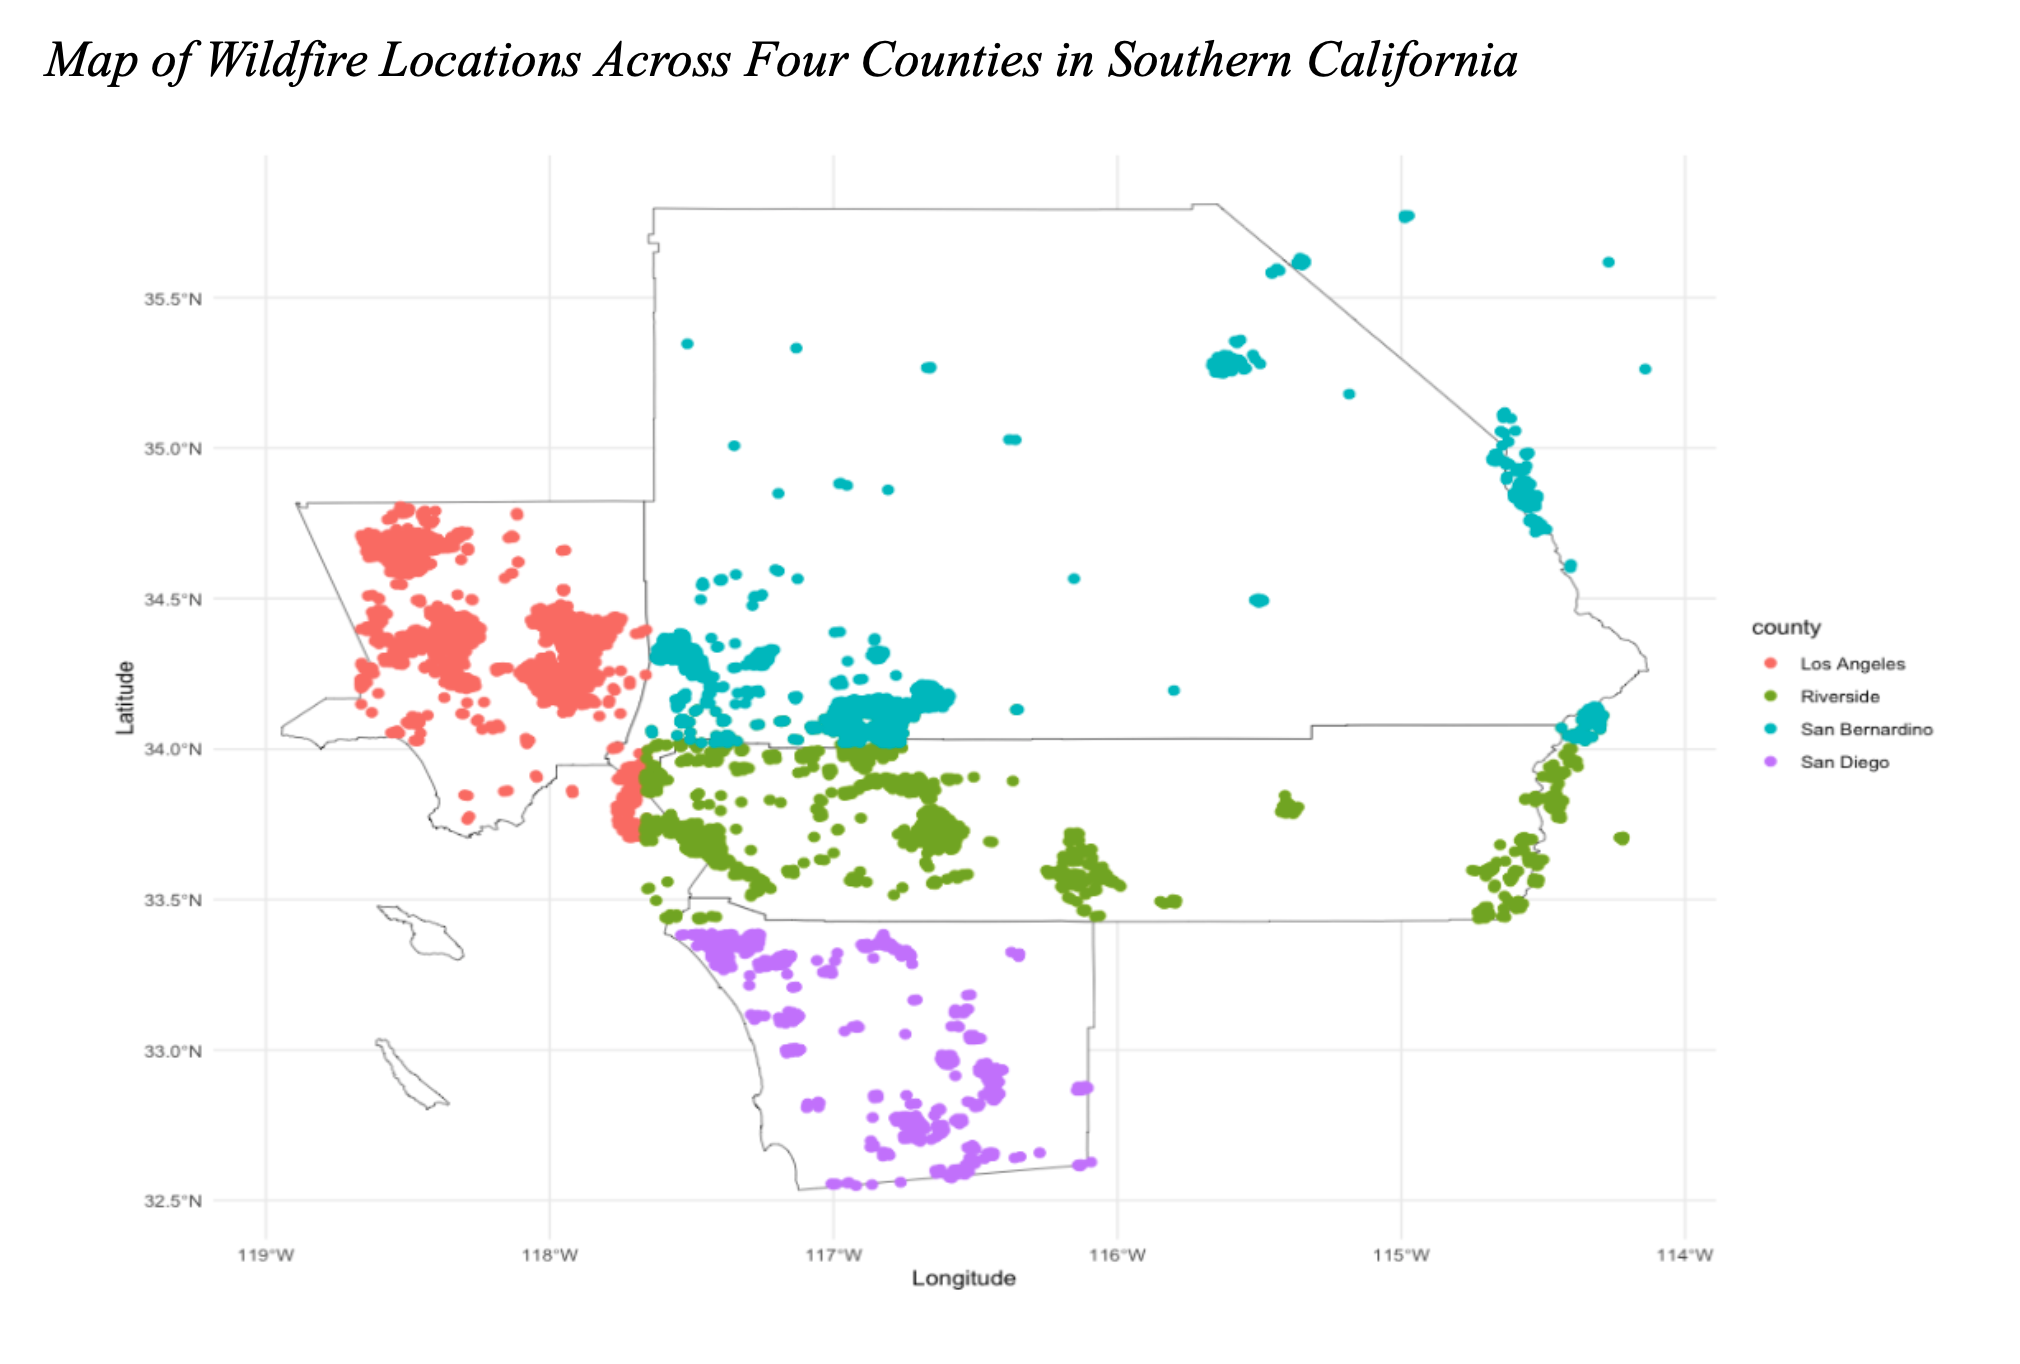 Map of Wildfire Locations Across Four Counties in Southern California
35.5°N
35.0°N
34.5°N
34.0°N
33.5°N
33.0°N
32.5°N
Latitude
119°W 118°W 117°W 116°W 115°W 114°W
Longitude
county
Los Angeles
Riverside
San Bernardino
San Diego